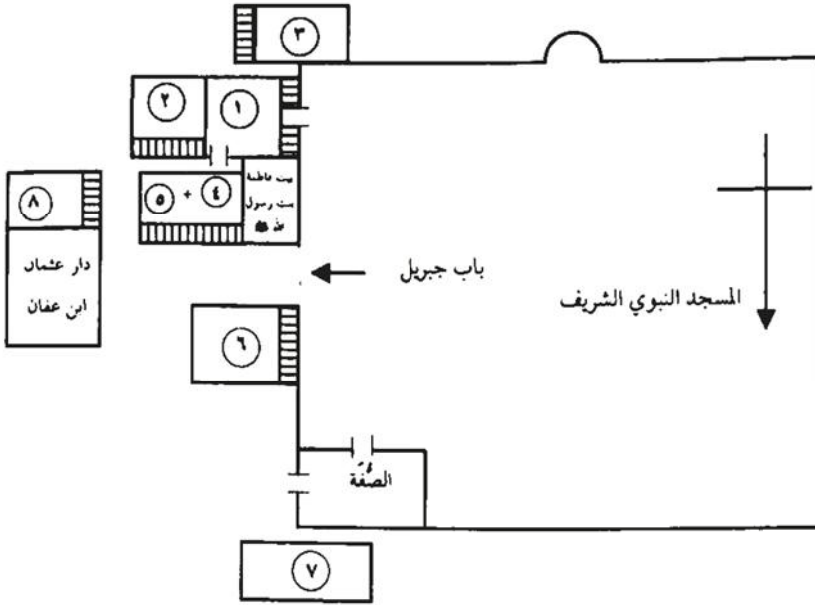 ٣
٢
١
بيت فاطمة
بنت رسول
الله ﷺ
٥ + ٤
٨
دار عثمان
ابن عفان
باب جبريل
المسجد النبوي الشريف
٦
الصُّفّة
٧